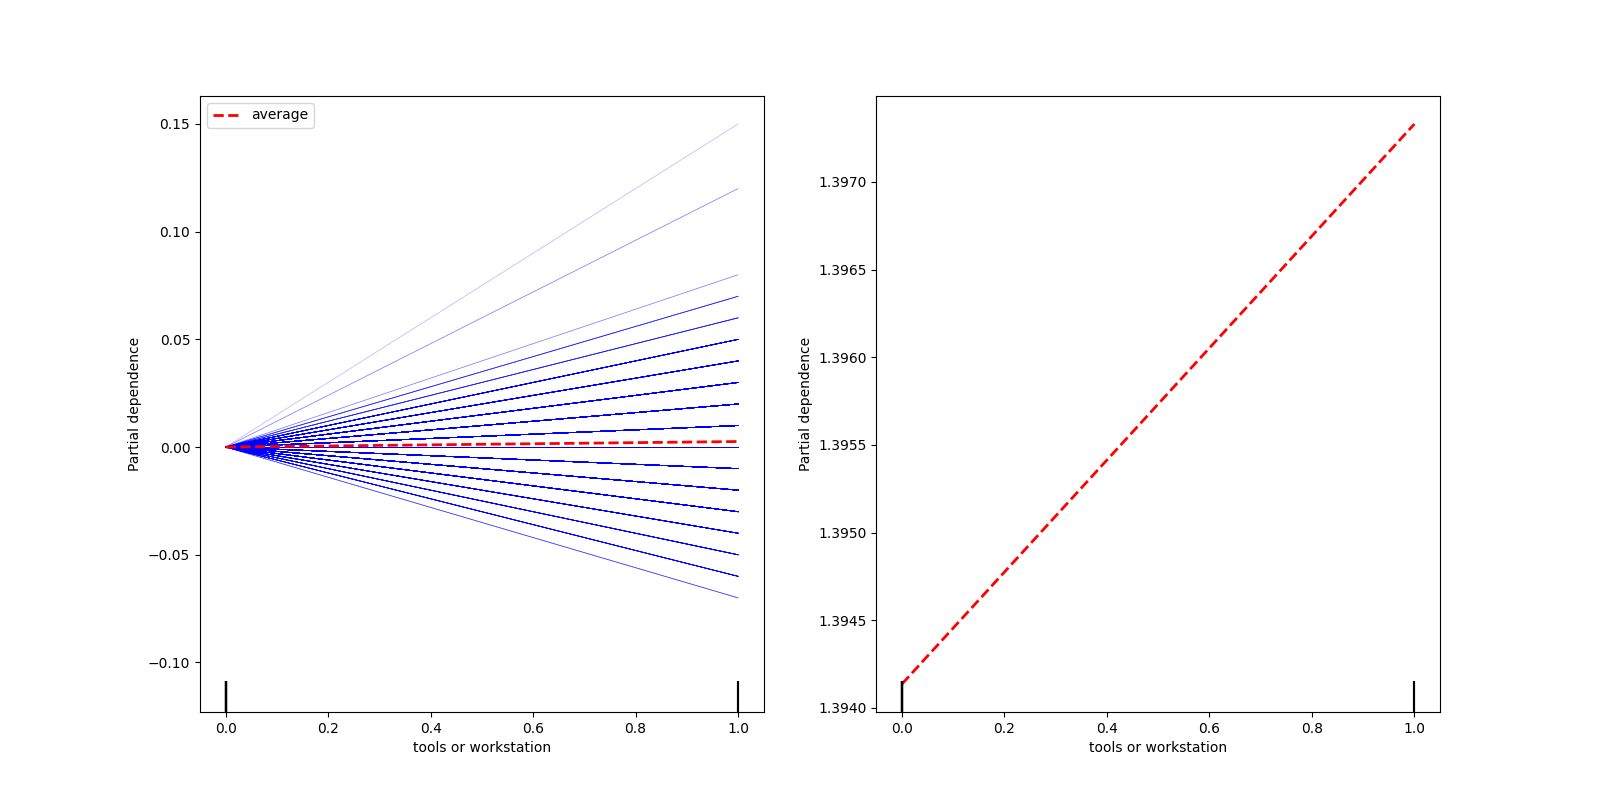 average
Partial dependence
0.15
0.10
0.05
0.00
−0.05
−0.10
0.0 0.2 0.4 0.6 0.8 1.0
tools or workstation
Partial dependence
1.3970
1.3965
1.3960
1.3955
1.3950
1.3945
1.3940
0.0 0.2 0.4 0.6 0.8 1.0
tools or workstation